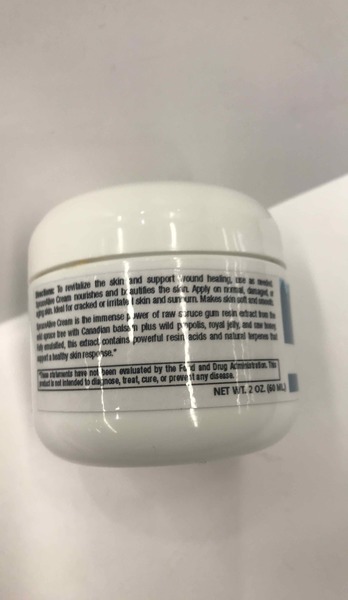 Directions: To revitalize the skin and support wound healing, use as needed.
Cream nourishes and beautifies the skin. Apply on normal, damaged, or
aging skin. Ideal for cracked or irritated skin and sunburn. Makes skin soft and smooth.
Cream is the immense power of raw spruce gum resin extract from the
wild spruce tree with Canadian balsam plus wild propolis, royal jelly, and raw honey.
emulsified, this extract contains powerful resin acids and natural terpenes that
support a healthy skin response.*
*These statements have not been evaluated by the Food and Drug Administration. This
product is not intended to diagnose, treat, cure, or prevent any disease.
NET WT. 2 OZ. (60 ML)